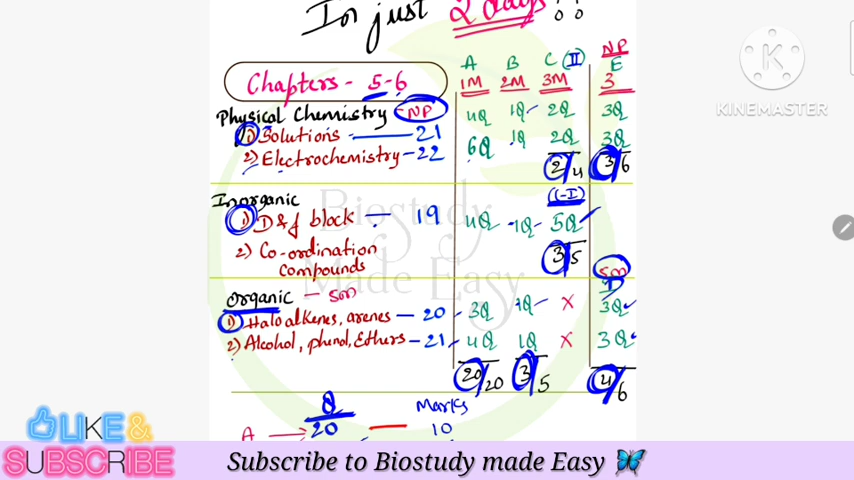 In just 2 days !!
NP
A B C (II) E
Chapters - 5-6 1M 2M 3M 3
Physical Chemistry - NP 4Q 1Q 2Q 3Q
1) Solutions - 21 6Q 1Q 2Q 3Q
2) Electrochemistry - 22 2/4 3/6
Inorganic (C-I)
1) D & f block - 19 4Q 1Q 5Q
2) Co-ordination 3/5
compounds
5m
Organic - 5m D
1) Halo alkenes, arenes - 20 3Q 1Q X 3Q
2) Alcohol, phenol, Ethers - 21 4Q 1Q X 3Q
20/20 3/5 4/6
Q Marks
A → 20 — 10
Biostudy
Made Easy
KINEMASTER
LIKE &
SUBSCRIBE
Subscribe to Biostudy made Easy